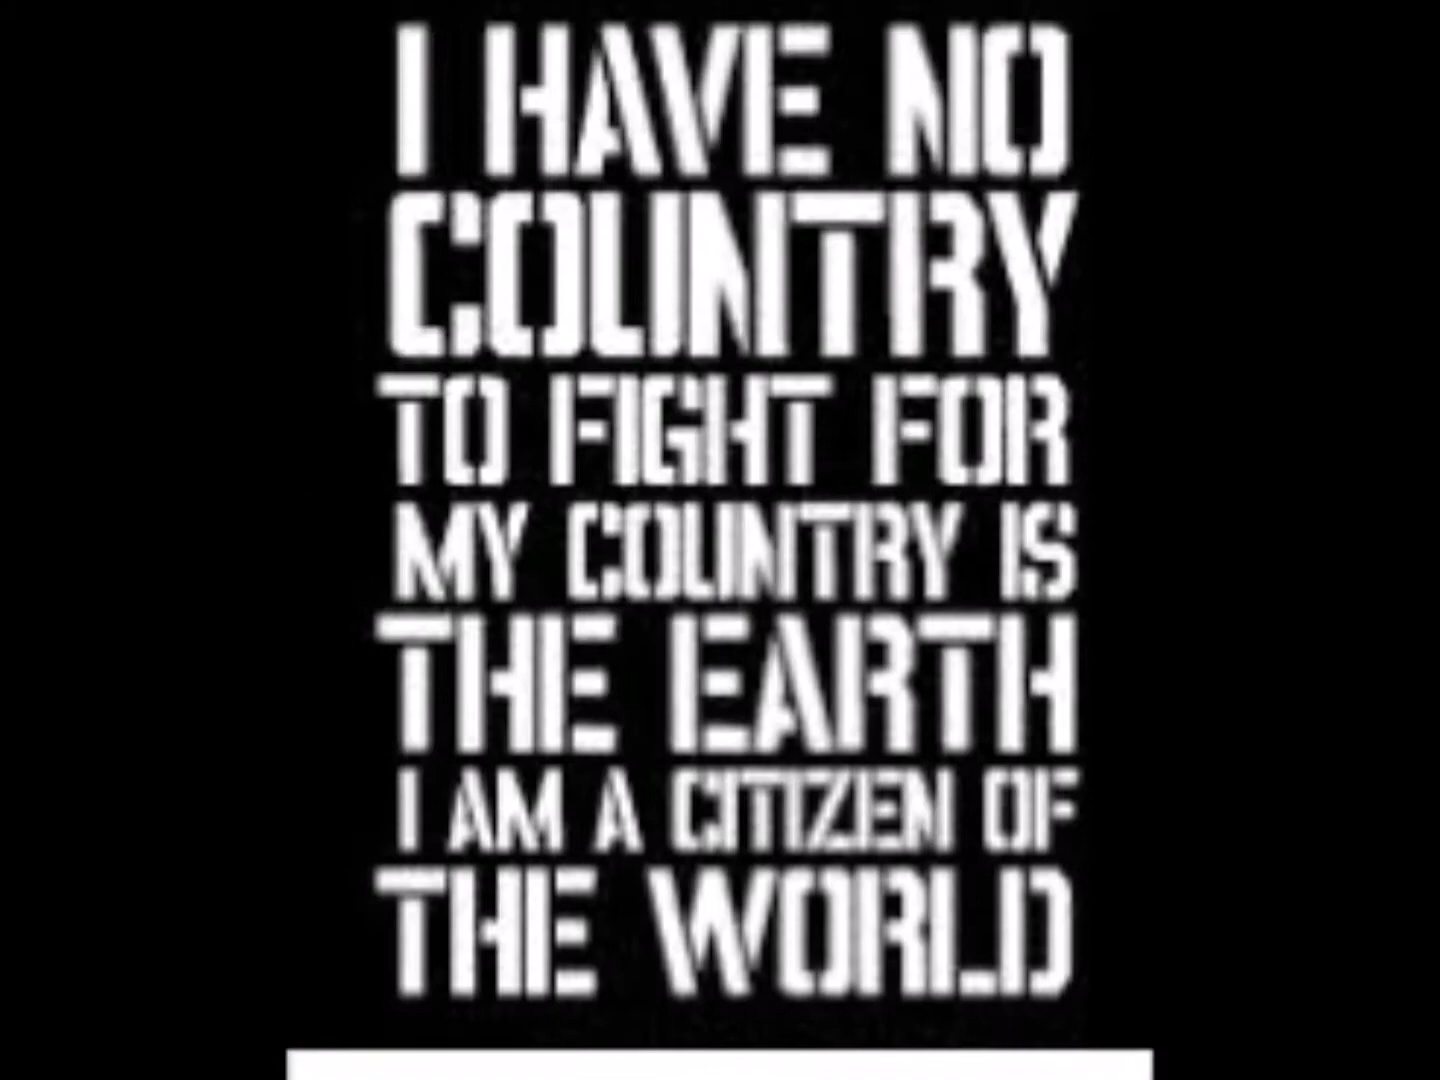 I HAVE NO
COUNTRY
TO FIGHT FOR
MY COUNTRY IS
THE EARTH
I AM A CITIZEN OF
THE WORLD